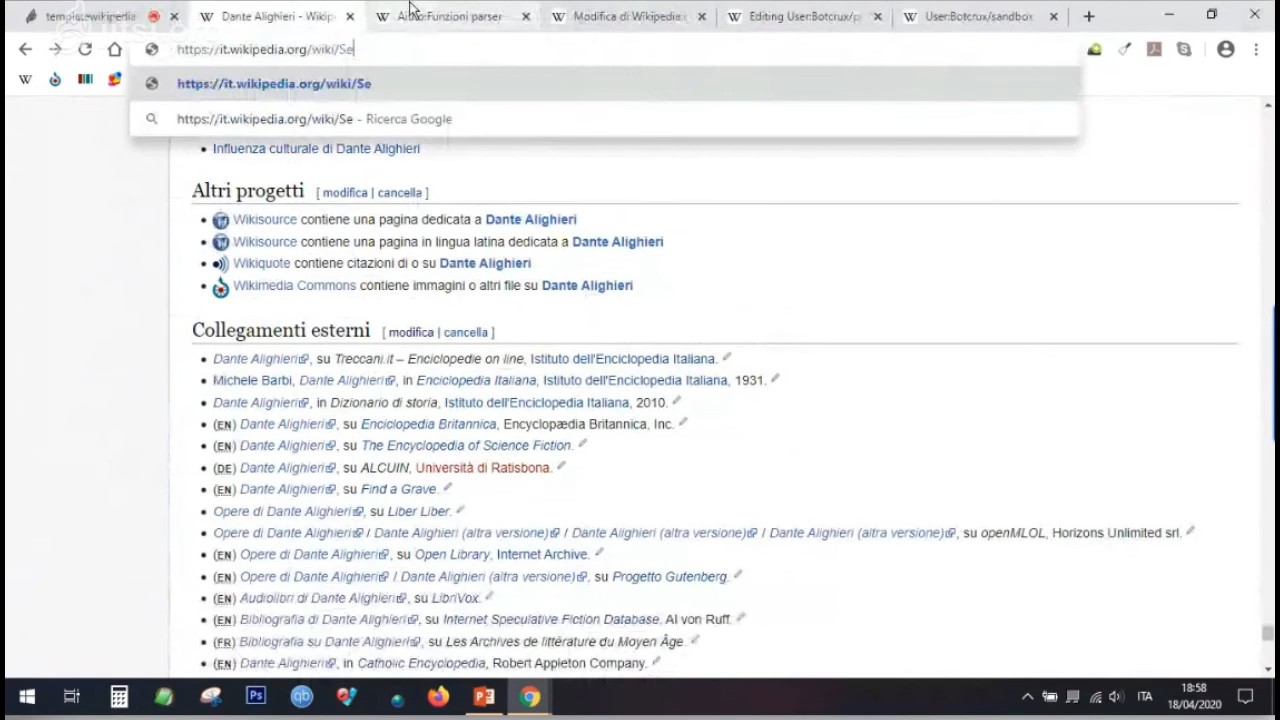 templatewikipedia
Dante Alighieri - Wikip
Aiuto:Funzioni parser
Modifica di Wikipedia:
Editing User:Botcrux/p
User:Botcrux/sandbox
https://it.wikipedia.org/wiki/Se
https://it.wikipedia.org/wiki/Se
https://it.wikipedia.org/wiki/Se - Ricerca Google
Influenza culturale di Dante Alighieri
Altri progetti [ modifica | cancella ]
Wikisource contiene una pagina dedicata a Dante Alighieri
Wikisource contiene una pagina in lingua latina dedicata a Dante Alighieri
Wikiquote contiene citazioni di o su Dante Alighieri
Wikimedia Commons contiene immagini o altri file su Dante Alighieri
Collegamenti esterni [ modifica | cancella ]
Dante Alighieri, su Treccani.it – Enciclopedie on line, Istituto dell'Enciclopedia Italiana.
Michele Barbi, Dante Alighieri, in Enciclopedia Italiana, Istituto dell'Enciclopedia Italiana, 1931.
Dante Alighieri, in Dizionario di storia, Istituto dell'Enciclopedia Italiana, 2010.
(EN) Dante Alighieri, su Enciclopedia Britannica, Encyclopædia Britannica, Inc.
(EN) Dante Alighieri, su The Encyclopedia of Science Fiction.
(DE) Dante Alighieri, su ALCUIN, Università di Ratisbona.
(EN) Dante Alighieri, su Find a Grave.
Opere di Dante Alighieri, su Liber Liber.
Opere di Dante Alighieri / Dante Alighieri (altra versione) / Dante Alighieri (altra versione) / Dante Alighieri (altra versione), su openMLOL, Horizons Unlimited srl.
(EN) Opere di Dante Alighieri, su Open Library, Internet Archive.
(EN) Opere di Dante Alighieri / Dante Alighieri (altra versione), su Progetto Gutenberg.
(EN) Audiolibri di Dante Alighieri, su LibriVox.
(EN) Bibliografia di Dante Alighieri, su Internet Speculative Fiction Database, Al von Ruff.
(FR) Bibliografia su Dante Alighieri, su Les Archives de littérature du Moyen Âge.
(EN) Dante Alighieri, in Catholic Encyclopedia, Robert Appleton Company.
Ps
qb
ITA
18:58
18/04/2020